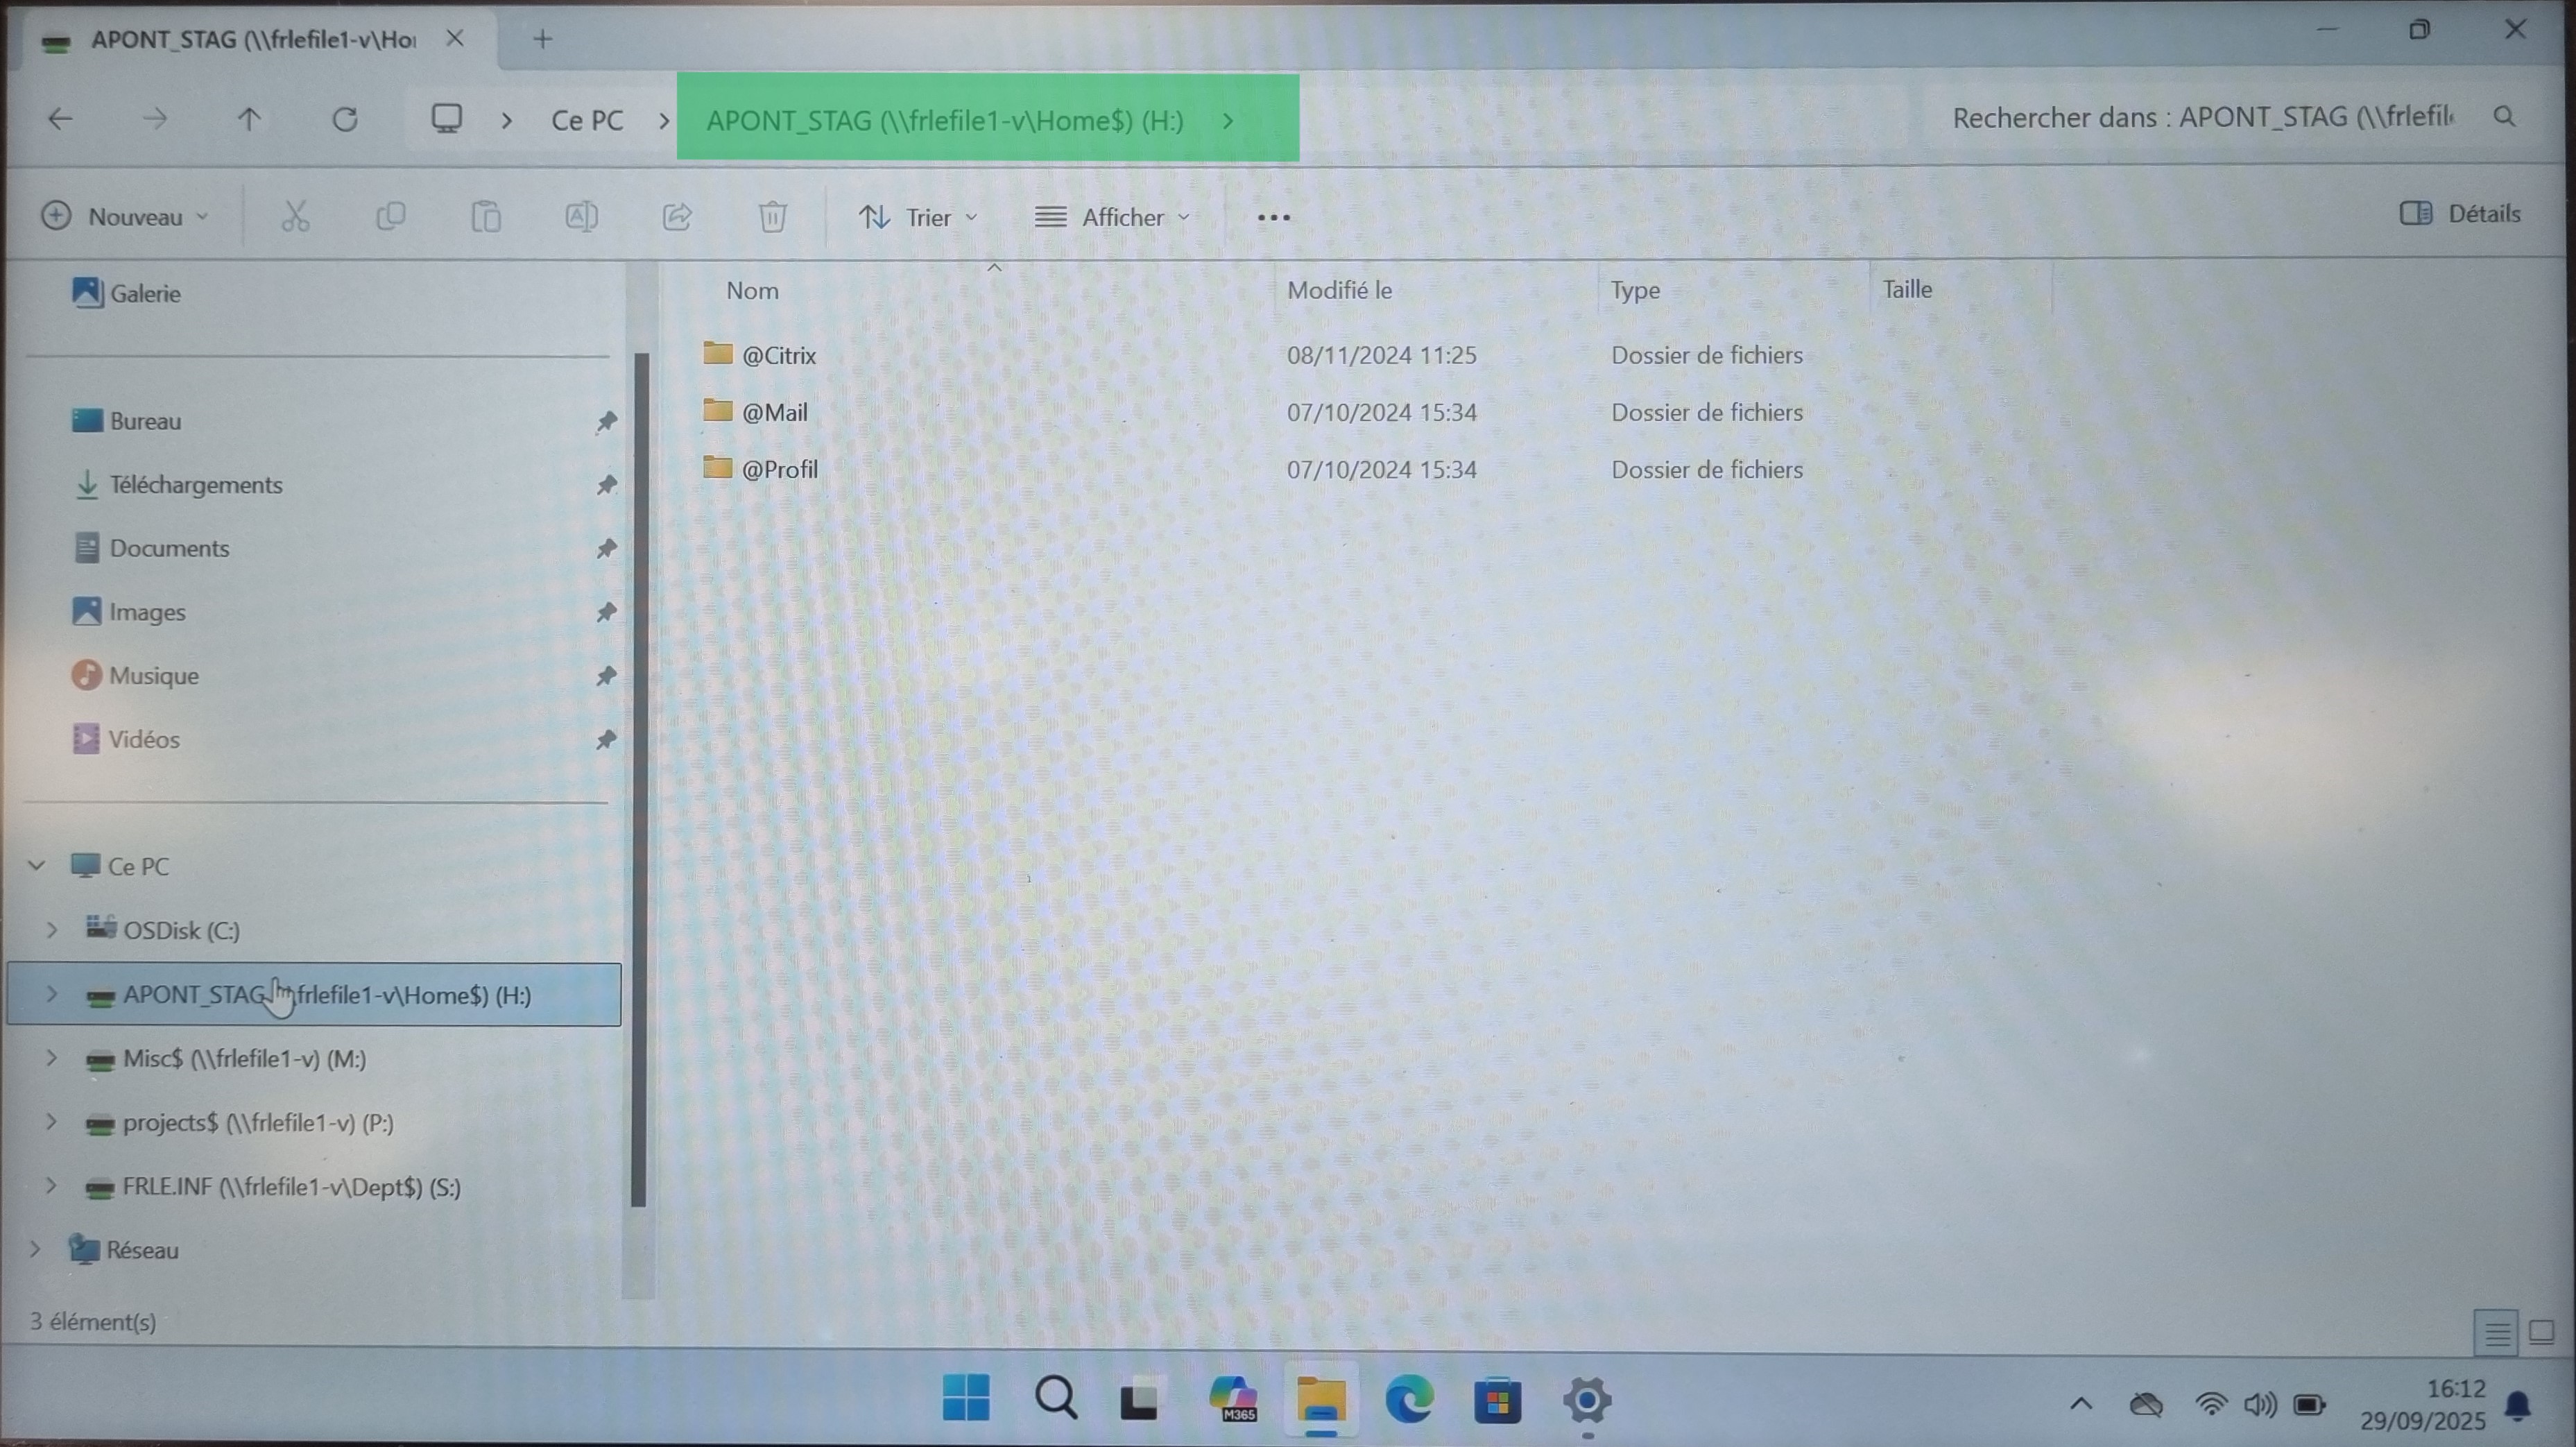 APONT_STAG (\\frlefile1-v\Ho
Ce PC > APONT_STAG (\\frlefile1-v\Home$) (H:) >
Rechercher dans : APONT_STAG (\\frlefil
Nouveau
Trier
Afficher
Détails
Galerie
Bureau
Téléchargements
Documents
Images
Musique
Vidéos
Ce PC
OSDisk (C:)
APONT_STAG frlefile1-v\Home$) (H:)
Misc$ (\\frlefile1-v) (M:)
projects$ (\\frlefile1-v) (P:)
FRLE.INF (\\frlefile1-v\Dept$) (S:)
Réseau
3 élément(s)
Nom Modifié le Type Taille
@Citrix 08/11/2024 11:25 Dossier de fichiers
@Mail 07/10/2024 15:34 Dossier de fichiers
@Profil 07/10/2024 15:34 Dossier de fichiers
M365
16:12
29/09/2025